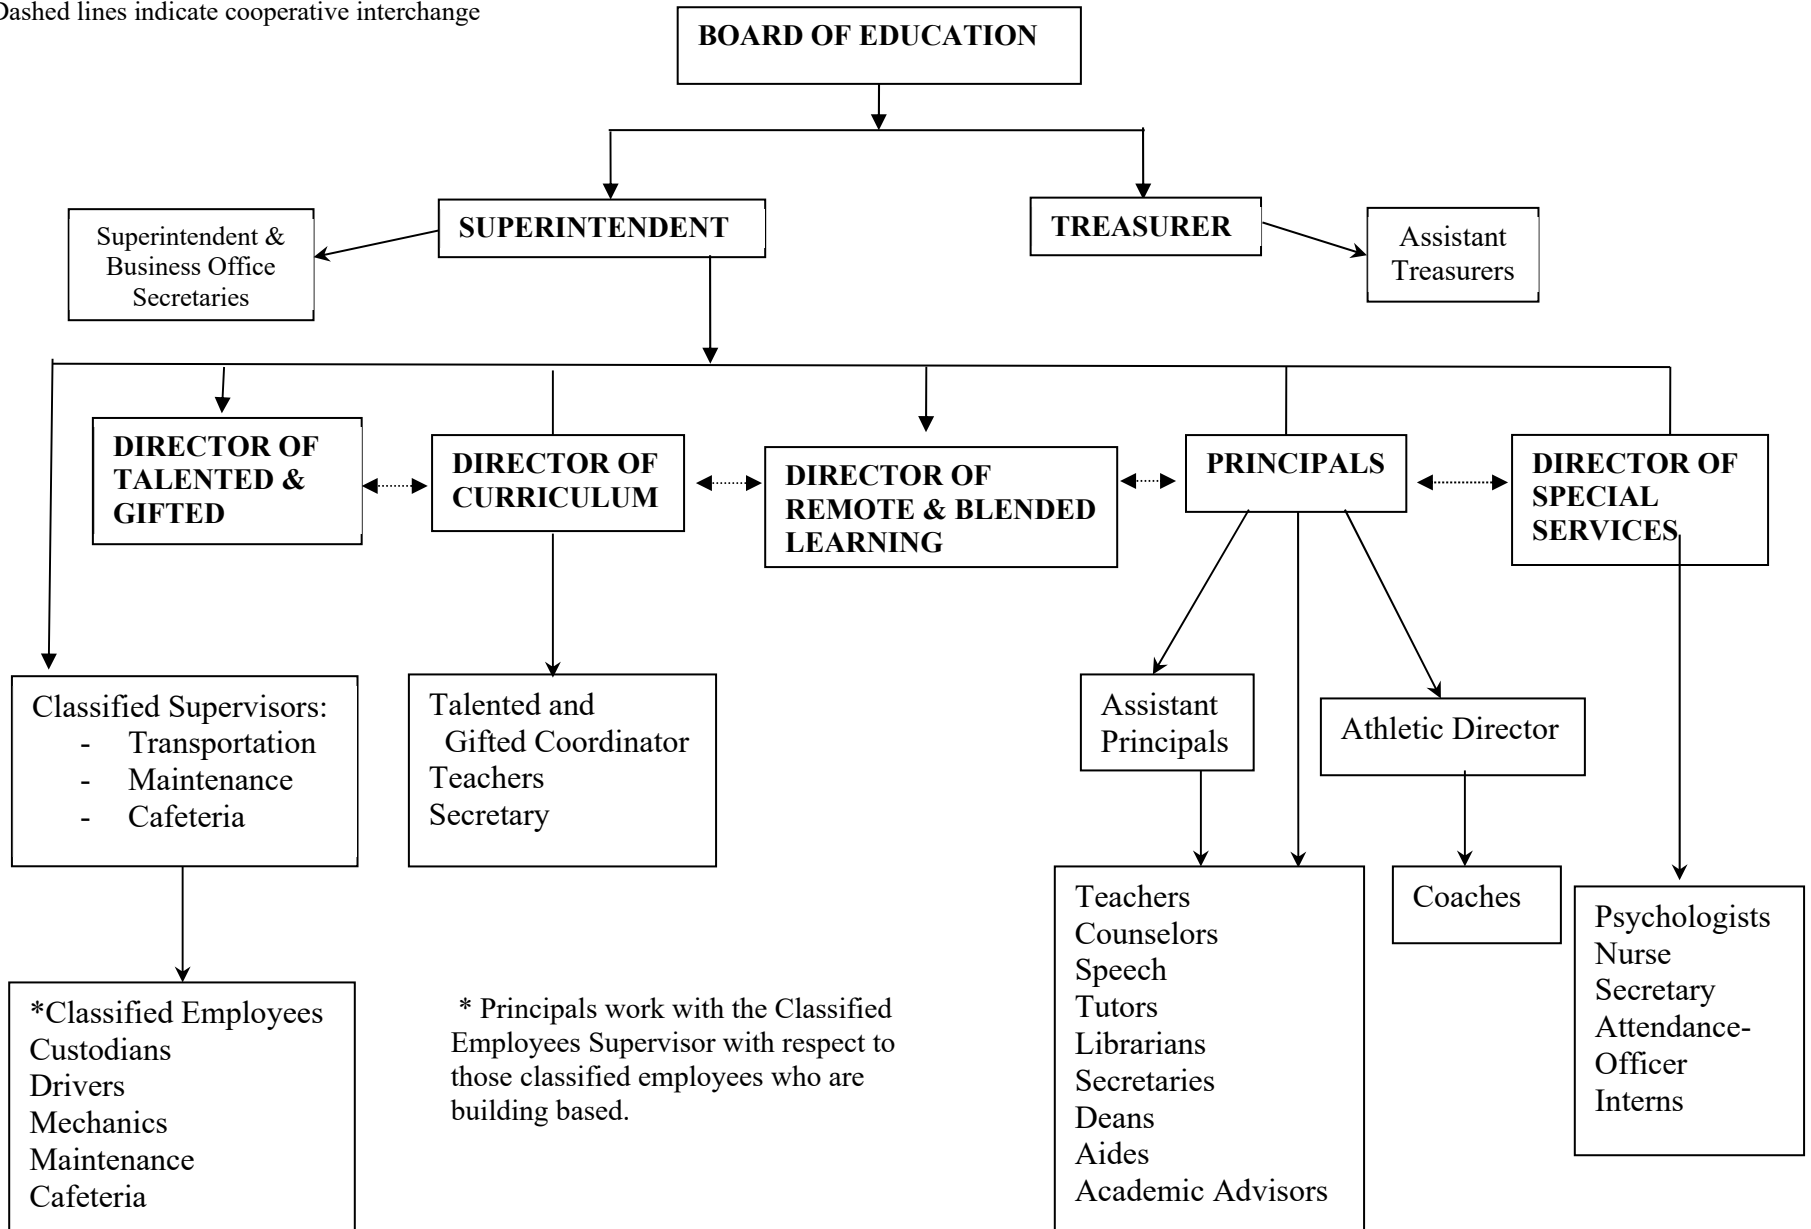 Dashed lines indicate cooperative interchange
BOARD OF EDUCATION
Superintendent &
Business Office
Secretaries
SUPERINTENDENT
TREASURER
Assistant
Treasurers
DIRECTOR OF
TALENTED &
GIFTED
DIRECTOR OF
CURRICULUM
DIRECTOR OF
REMOTE & BLENDED
LEARNING
PRINCIPALS
DIRECTOR OF
SPECIAL
SERVICES
Classified Supervisors:
- Transportation
- Maintenance
- Cafeteria
Talented and
Gifted Coordinator
Teachers
Secretary
Assistant
Principals
Athletic Director
*Classified Employees
Custodians
Drivers
Mechanics
Maintenance
Cafeteria
* Principals work with the Classified
Employees Supervisor with respect to
those classified employees who are
building based.
Teachers
Counselors
Speech
Tutors
Librarians
Secretaries
Deans
Aides
Academic Advisors
Coaches
Psychologists
Nurse
Secretary
Attendance-
Officer
Interns